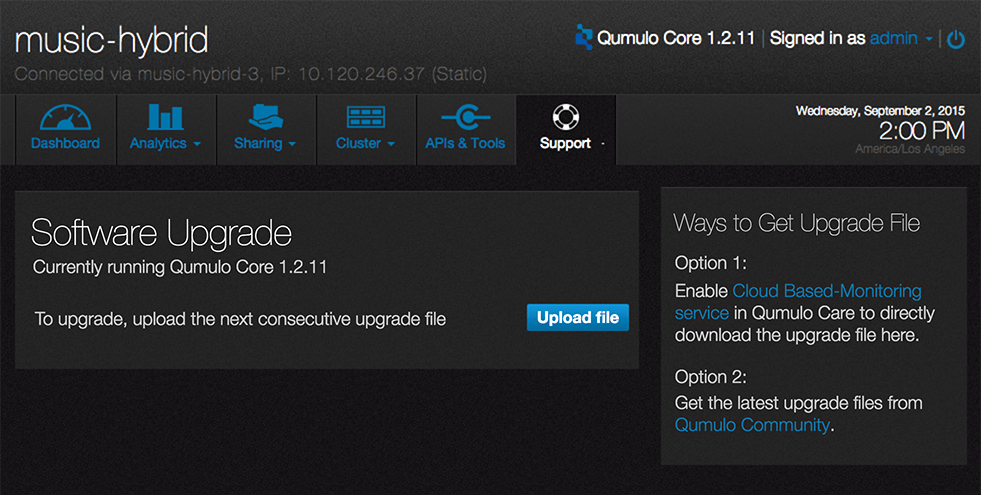 music-hybrid
Qumulo Core 1.2.11 | Signed in as admin
Connected via music-hybrid-3, IP: 10.120.246.37 (Static)
Dashboard
Analytics
Sharing
Cluster
APIs & Tools
Support
Wednesday, September 2, 2015
2:00 PM
America/Los Angeles
Software Upgrade
Currently running Qumulo Core 1.2.11
To upgrade, upload the next consecutive upgrade file
Upload file
Ways to Get Upgrade File
Option 1:
Enable Cloud Based-Monitoring
service in Qumulo Care to directly
download the upgrade file here.
Option 2:
Get the latest upgrade files from
Qumulo Community.